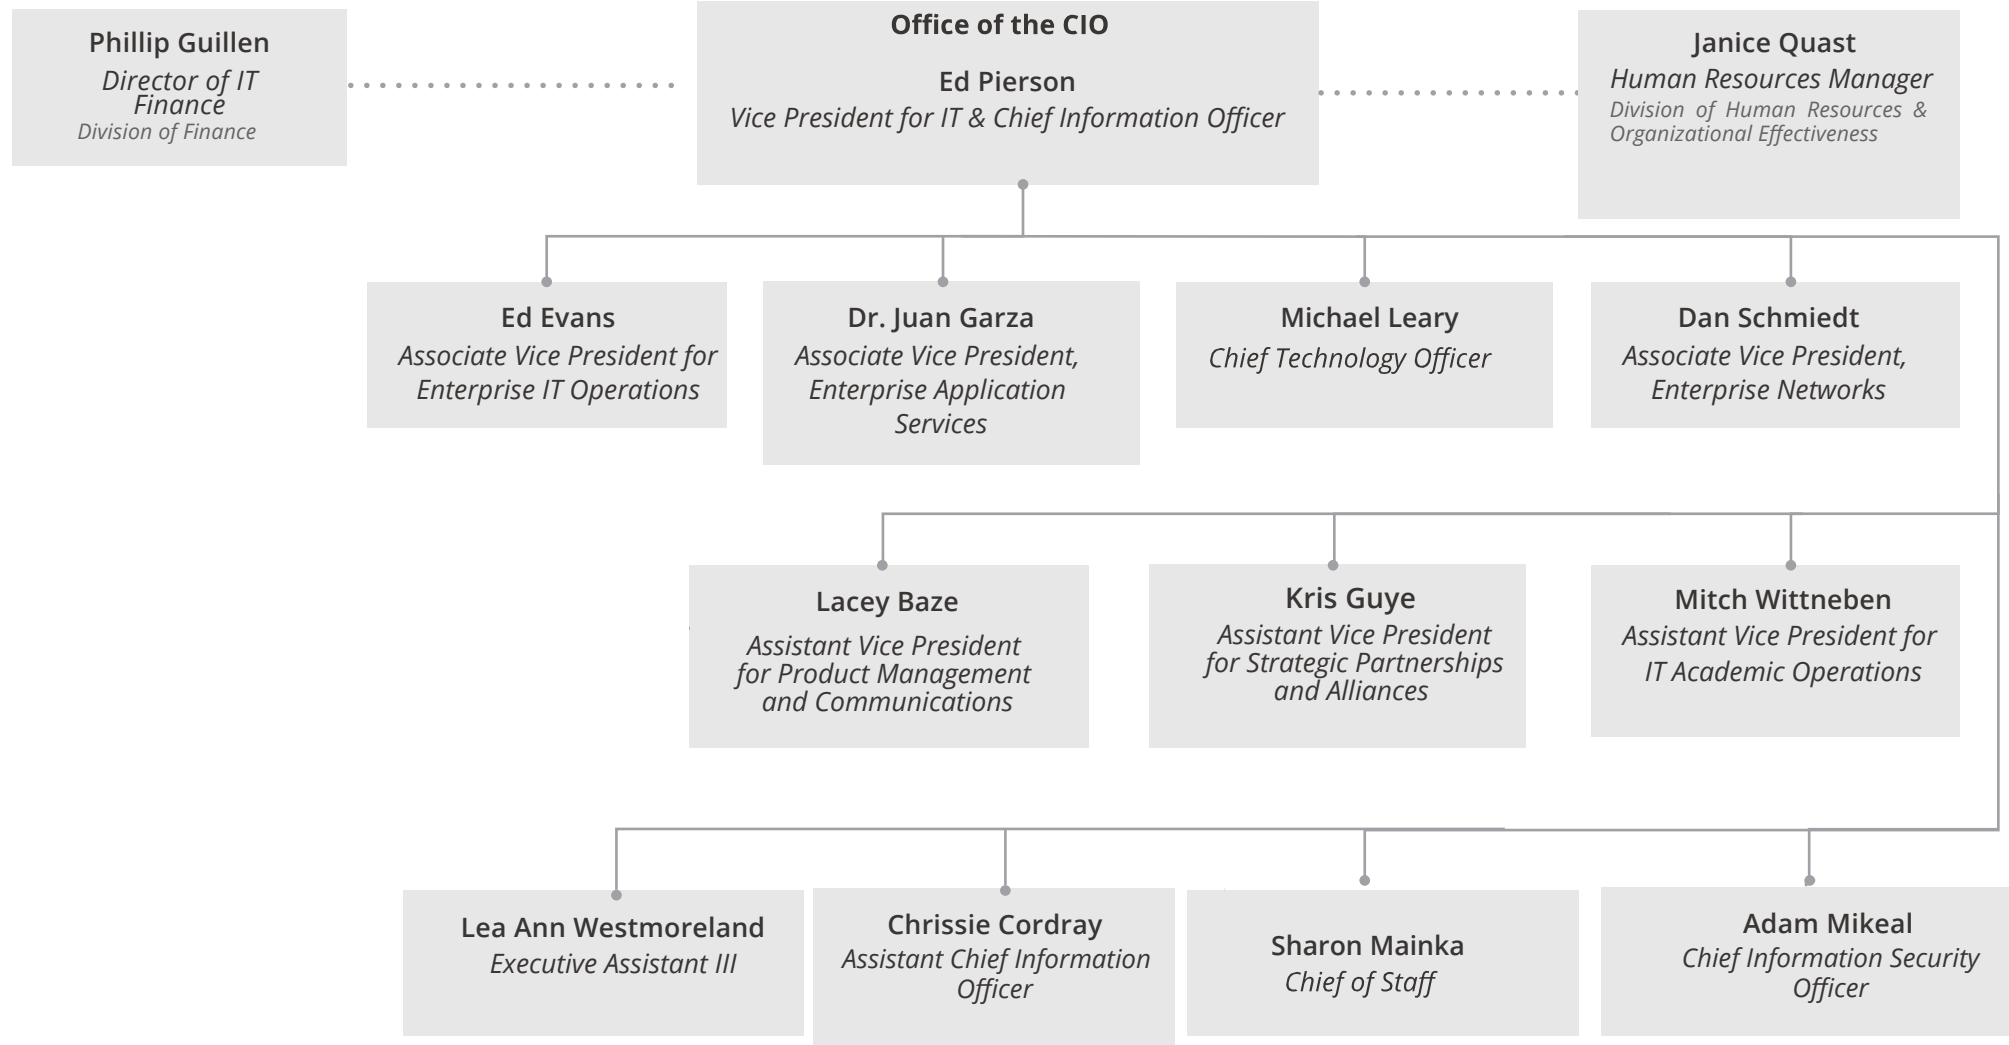 Phillip Guillen
Director of IT
Finance
Division of Finance
Office of the CIO
Ed Pierson
Vice President for IT & Chief Information Officer
Janice Quast
Human Resources Manager
Division of Human Resources &
Organizational Effectiveness
Ed Evans
Associate Vice President for
Enterprise IT Operations
Dr. Juan Garza
Associate Vice President,
Enterprise Application
Services
Michael Leary
Chief Technology Officer
Dan Schmiedt
Associate Vice President,
Enterprise Networks
Lacey Baze
Assistant Vice President
for Product Management
and Communications
Kris Guye
Assistant Vice President
for Strategic Partnerships
and Alliances
Mitch Wittneben
Assistant Vice President for
IT Academic Operations
Lea Ann Westmoreland
Executive Assistant III
Chrissie Cordray
Assistant Chief Information
Officer
Sharon Mainka
Chief of Staff
Adam Mikeal
Chief Information Security
Officer